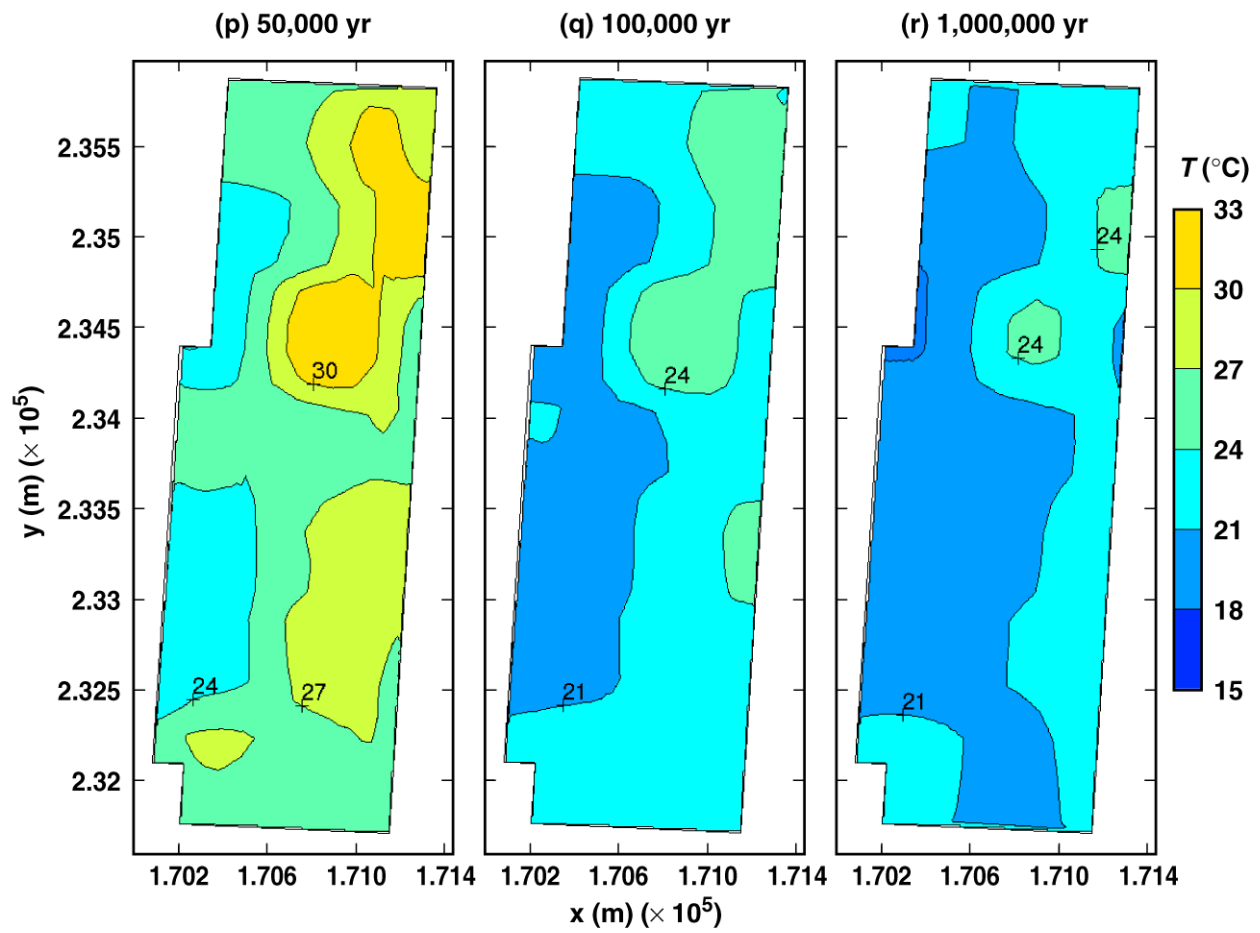 (p) 50,000 yr
(q) 100,000 yr
(r) 1,000,000 yr
T (°C)
33
30
27
24
21
18
15
y (m) (× 10⁵)
2.355
2.35
2.345
2.34
2.335
2.33
2.325
2.32
30
24
27
24
21
24
24
21
1.702 1.706 1.710 1.714
1.702 1.706 1.710 1.714
1.702 1.706 1.710 1.714
x (m) (× 10⁵)